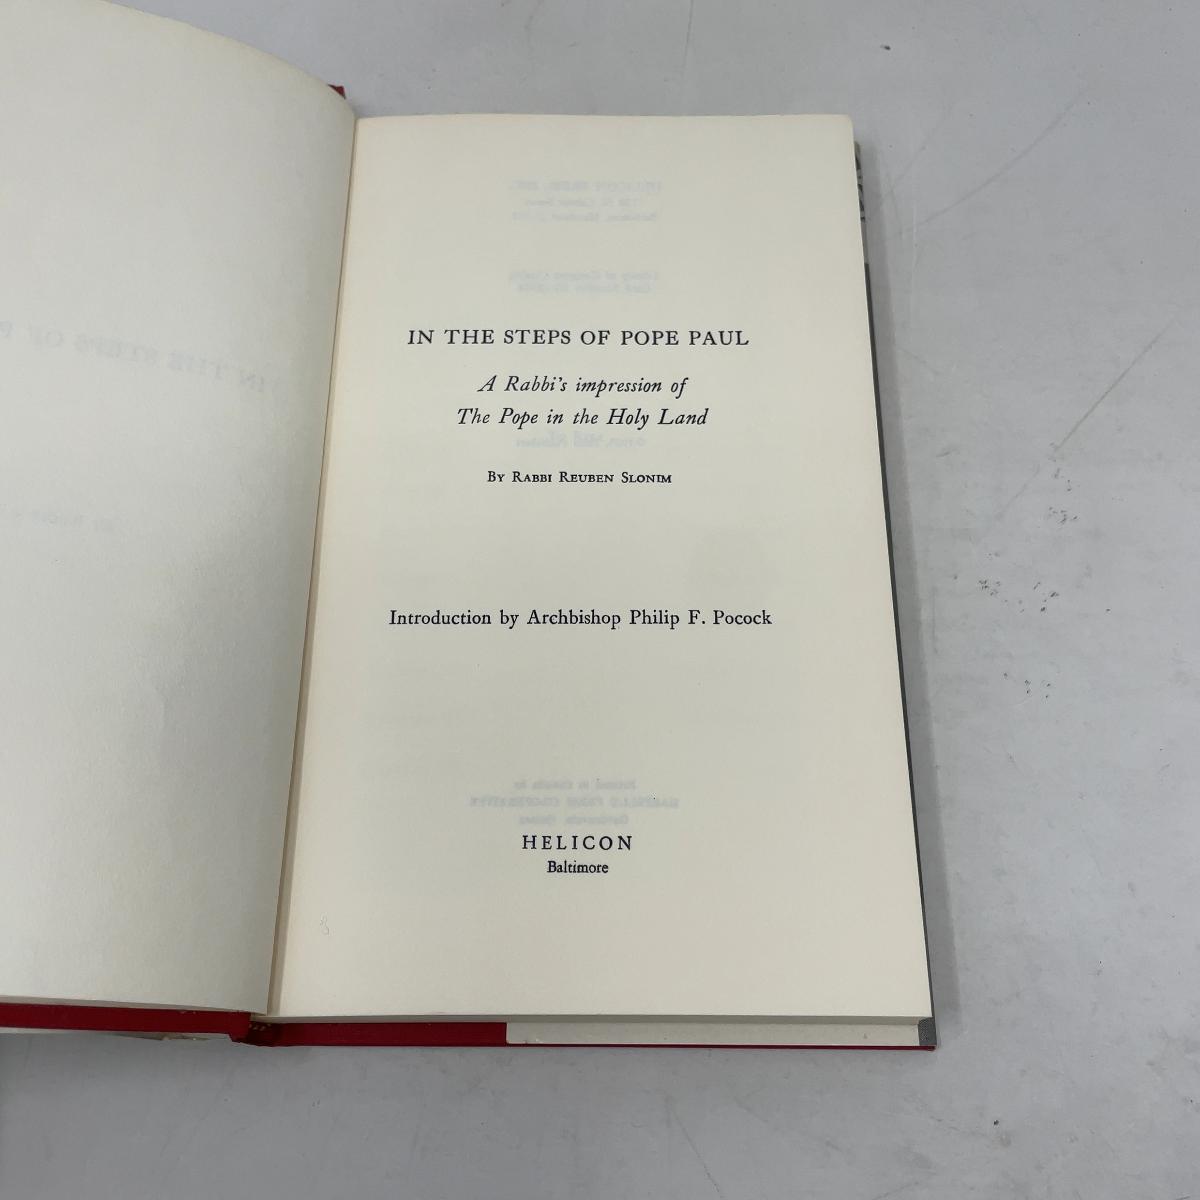 IN THE STEPS OF POPE PAUL
A Rabbi's impression of
The Pope in the Holy Land
BY RABBI REUBEN SLONIM
Introduction by Archbishop Philip F. Pocock
HELICON
Baltimore